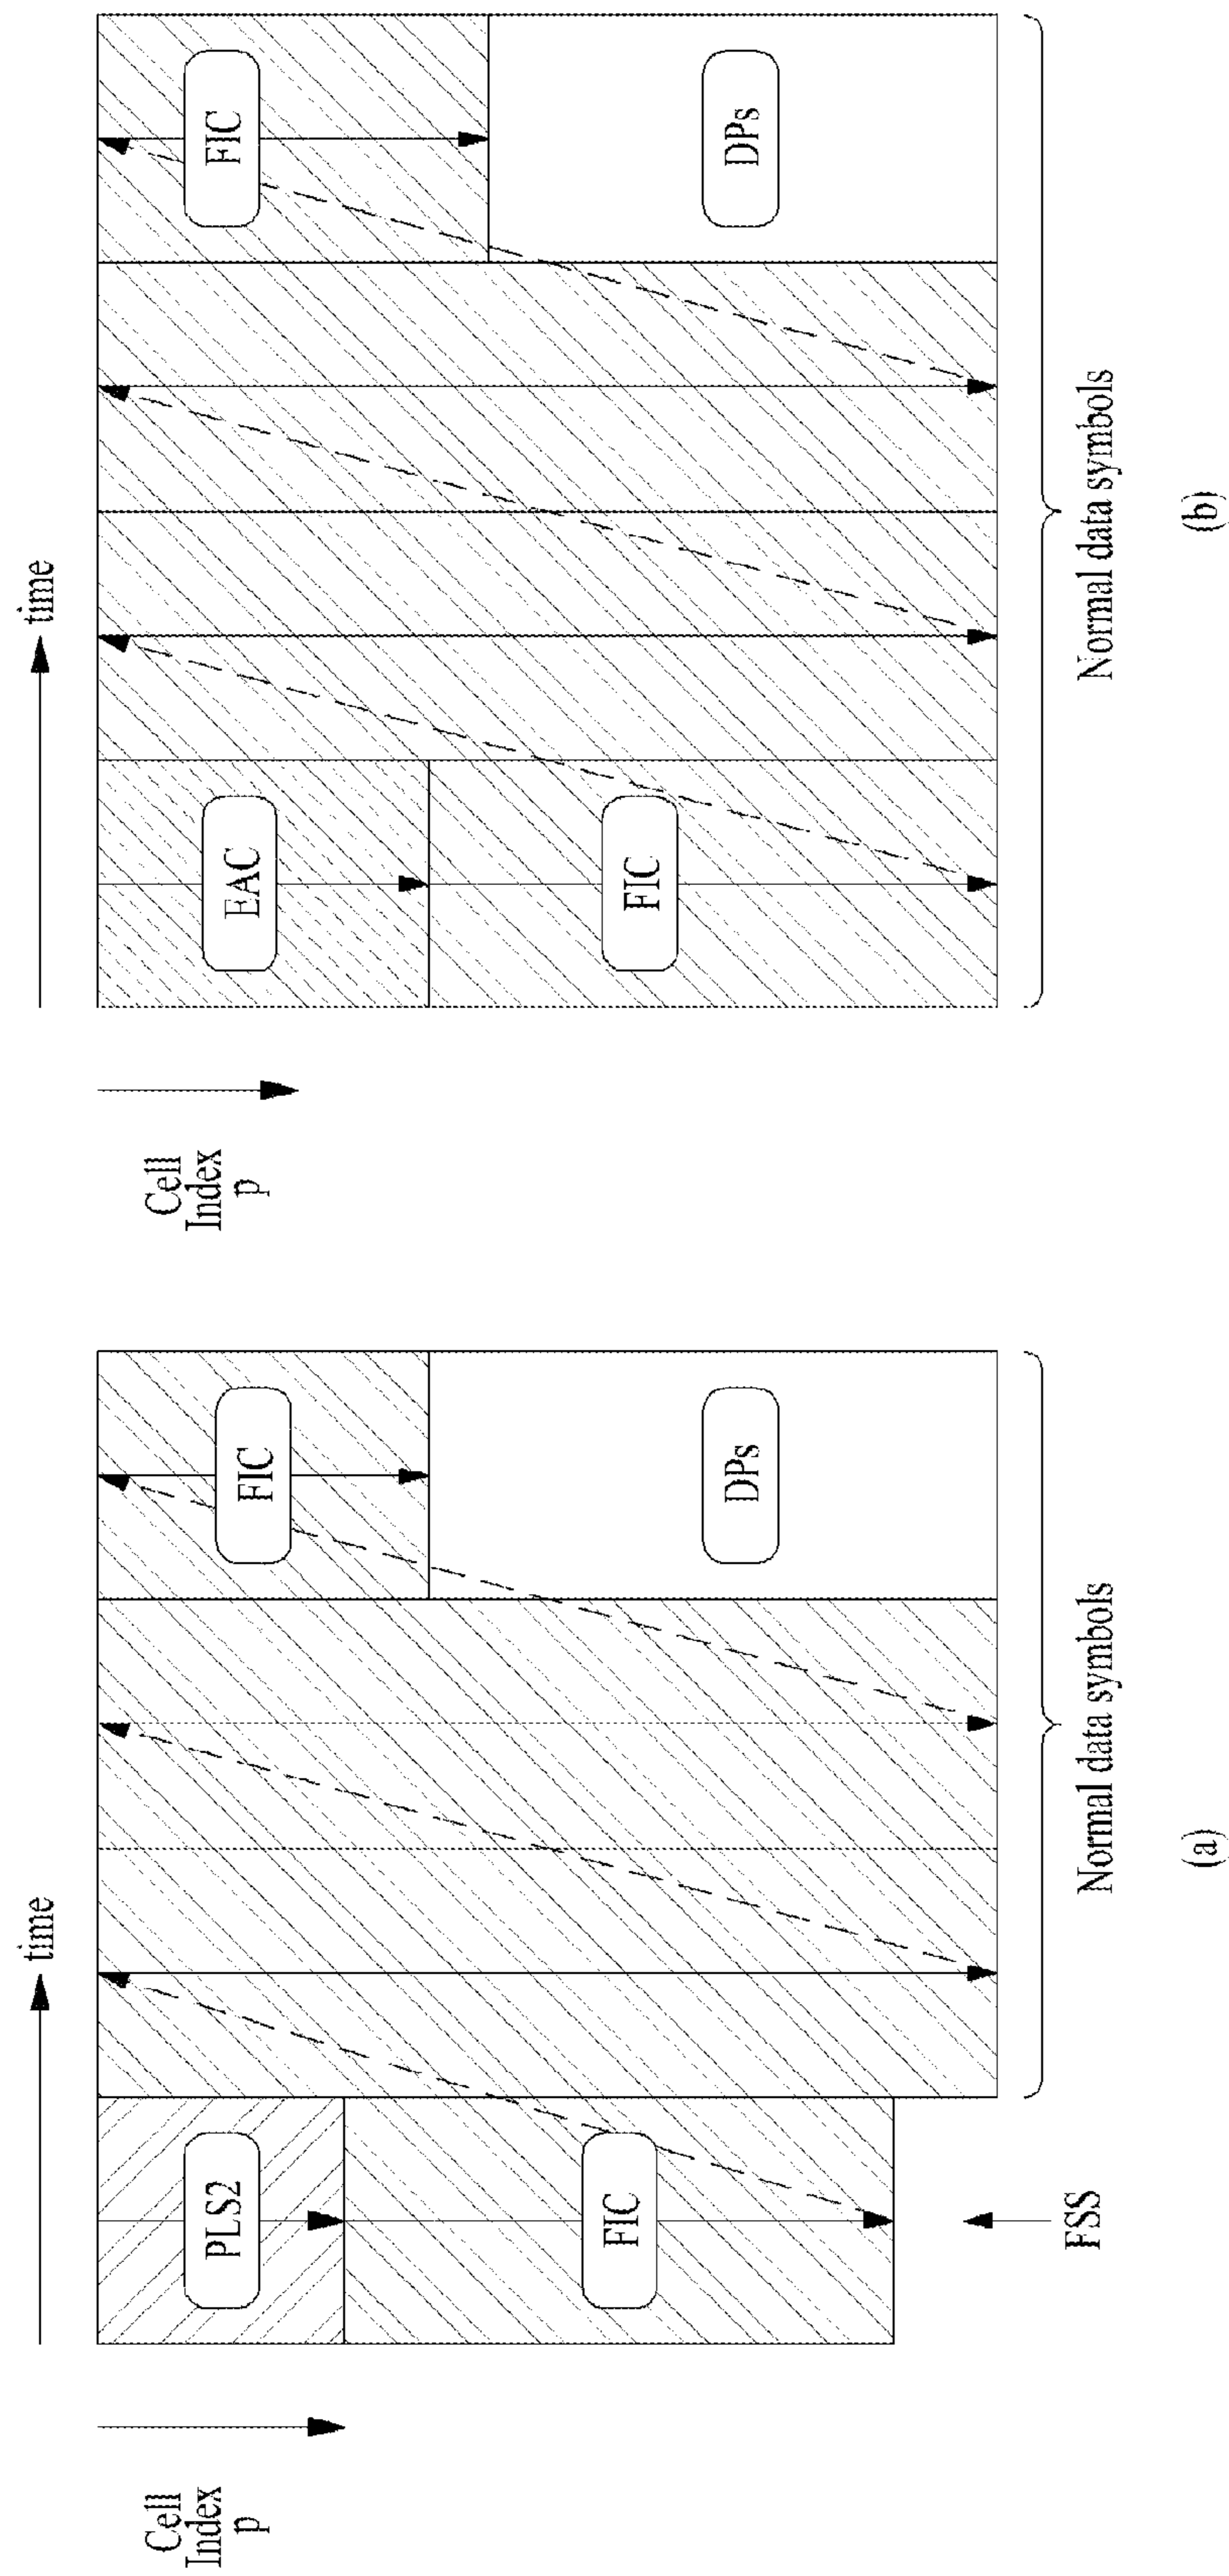 time
Cell
Index
p
PLS2
FIC
FIC
DPs
FSS
Normal data symbols
(a)
time
Cell
Index
p
EAC
FIC
FIC
DPs
Normal data symbols
(b)